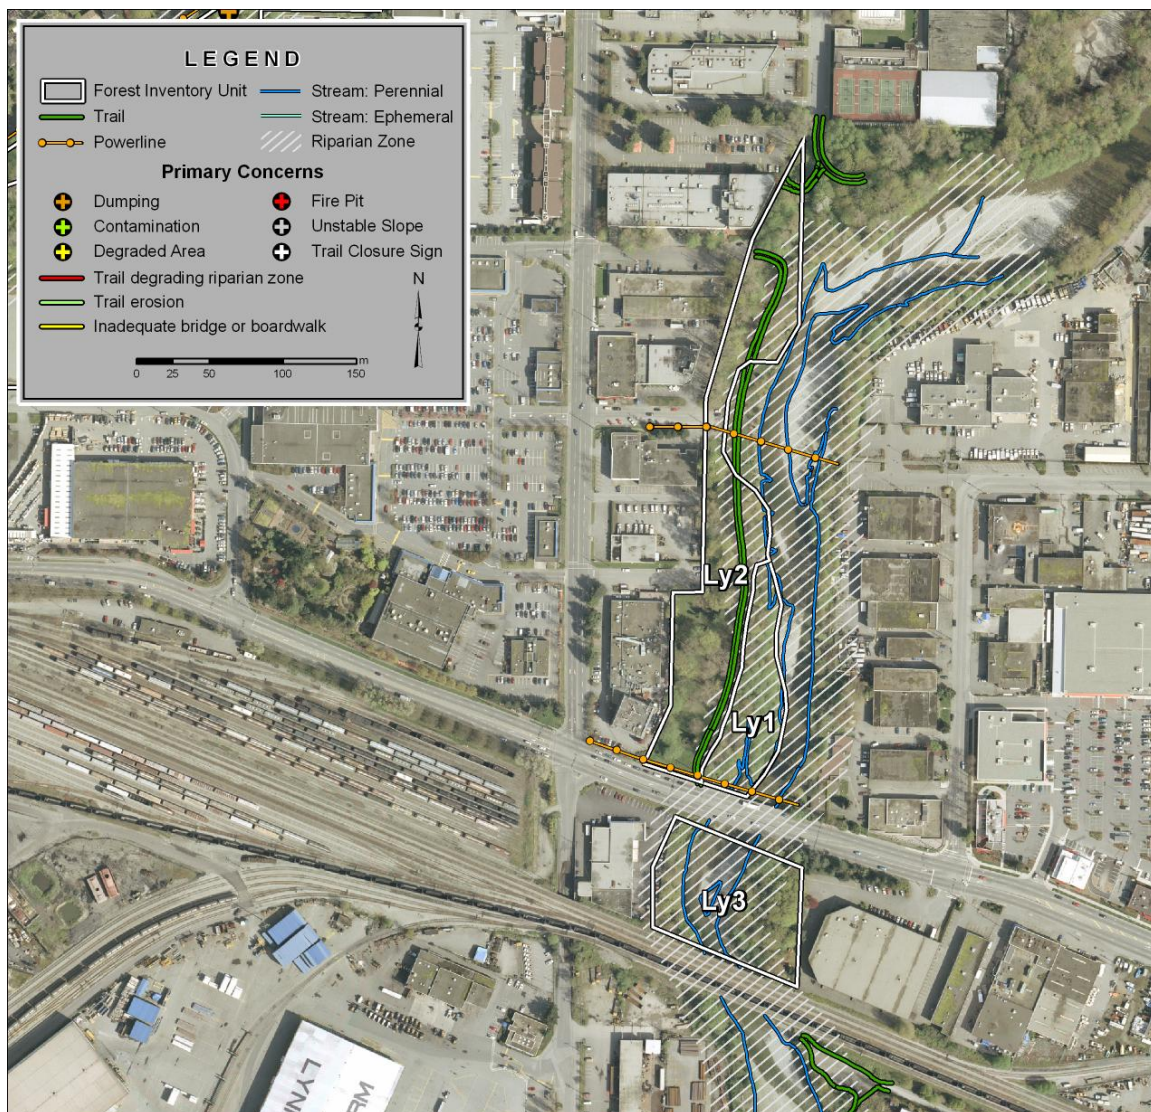 LEGEND
Forest Inventory Unit
Stream: Perennial
Trail
Stream: Ephemeral
Powerline
Riparian Zone
Primary Concerns
Dumping
Fire Pit
Contamination
Unstable Slope
Degraded Area
Trail Closure Sign
Trail degrading riparian zone
N
Trail erosion
Inadequate bridge or boardwalk
m
0 25 50 100 150
Ly2
Ly1
Ly3